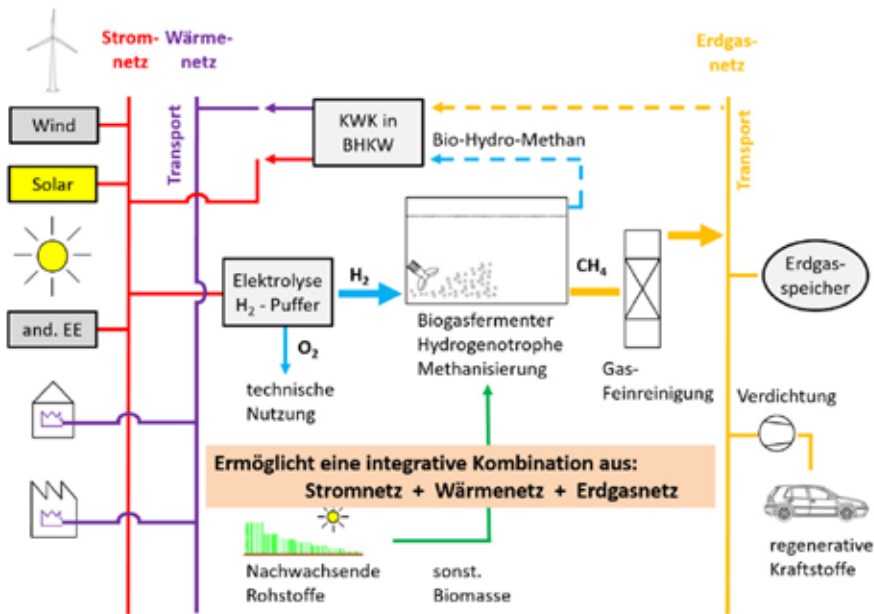 Strom-
netz
Wärme-
netz
Erdgas-
netz
Wind
Solar
and. EE
Transport
KWK in
BHKW
Bio-Hydro-Methan
Transport
Elektrolyse
H₂ - Puffer
H₂
O₂
technische
Nutzung
CH₄
Biogasfermenter
Hydrogenotrophe
Methanisierung
Gas-
Feinreinigung
Erdgas-
speicher
Verdichtung
Ermöglicht eine integrative Kombination aus:
Stromnetz + Wärmenetz + Erdgasnetz
Nachwachsende
Rohstoffe
sonst.
Biomasse
regenerative
Kraftstoffe